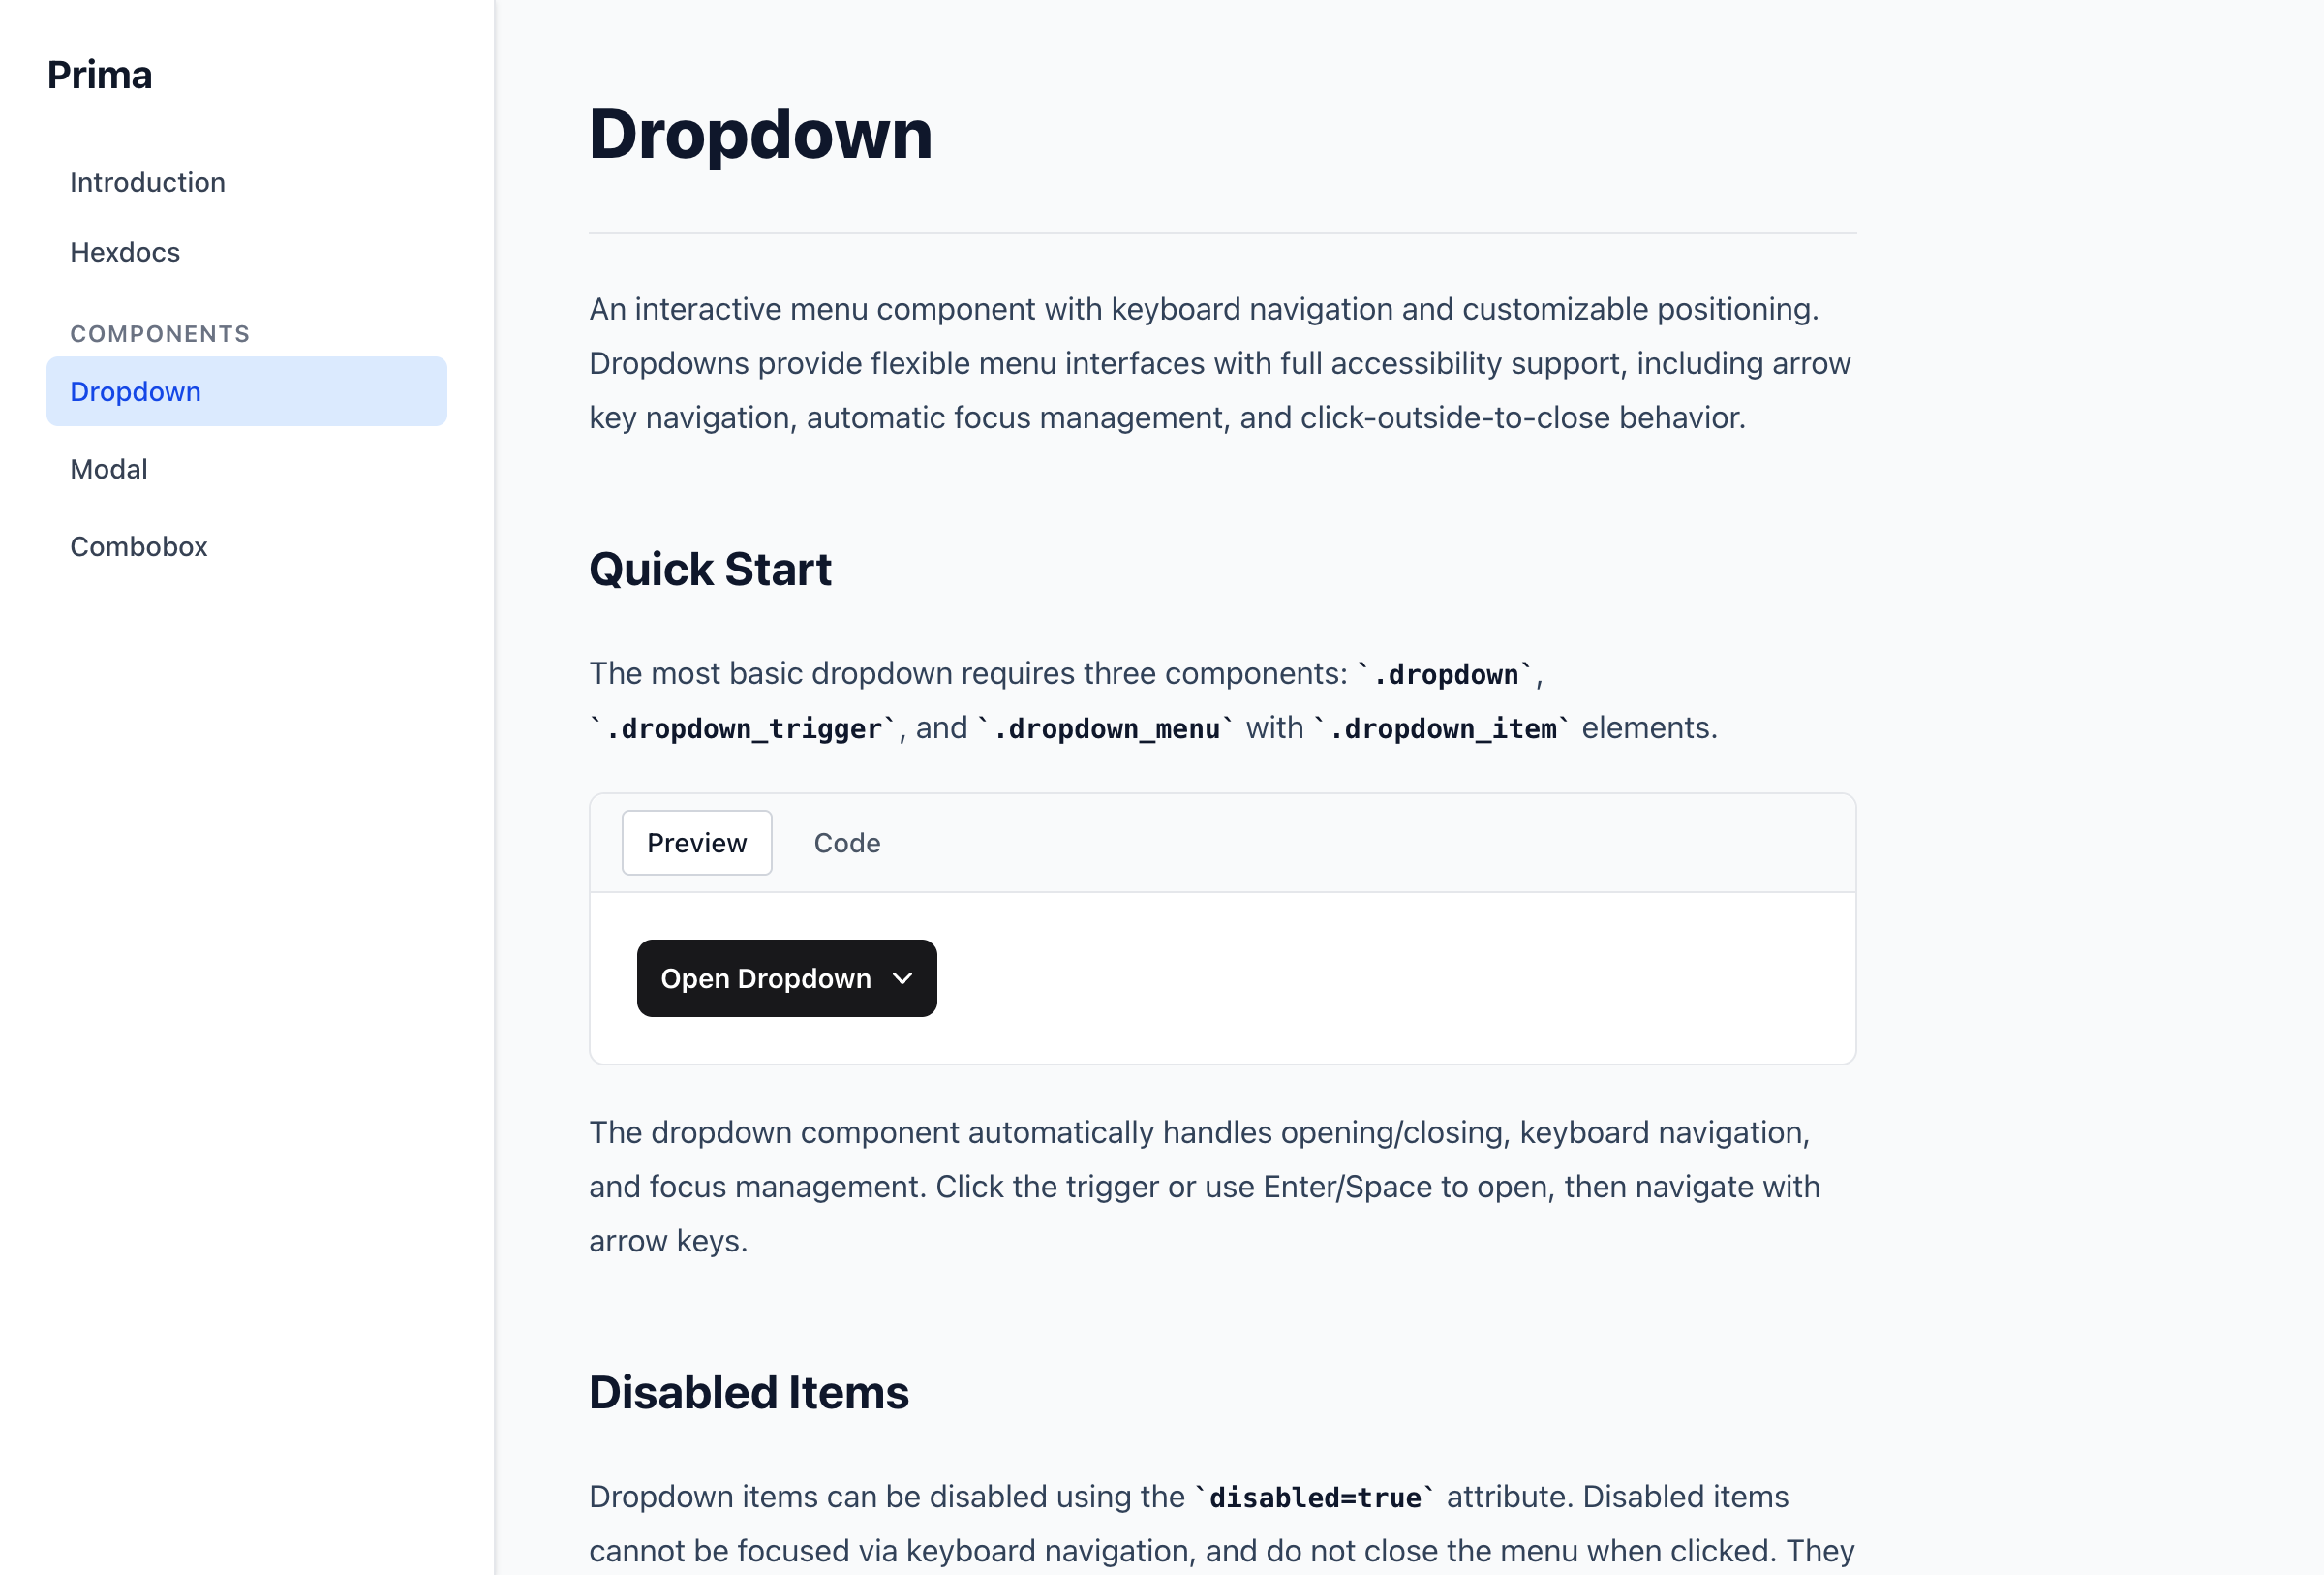 Prima
Introduction
Hexdocs
COMPONENTS
Dropdown
Modal
Combobox
Dropdown
An interactive menu component with keyboard navigation and customizable positioning.
Dropdowns provide flexible menu interfaces with full accessibility support, including arrow
key navigation, automatic focus management, and click-outside-to-close behavior.
Quick Start
The most basic dropdown requires three components: `.dropdown`,
`.dropdown_trigger`, and `.dropdown_menu` with `.dropdown_item` elements.
Preview Code
Open Dropdown
The dropdown component automatically handles opening/closing, keyboard navigation,
and focus management. Click the trigger or use Enter/Space to open, then navigate with
arrow keys.
Disabled Items
Dropdown items can be disabled using the `disabled=true` attribute. Disabled items
cannot be focused via keyboard navigation, and do not close the menu when clicked. They